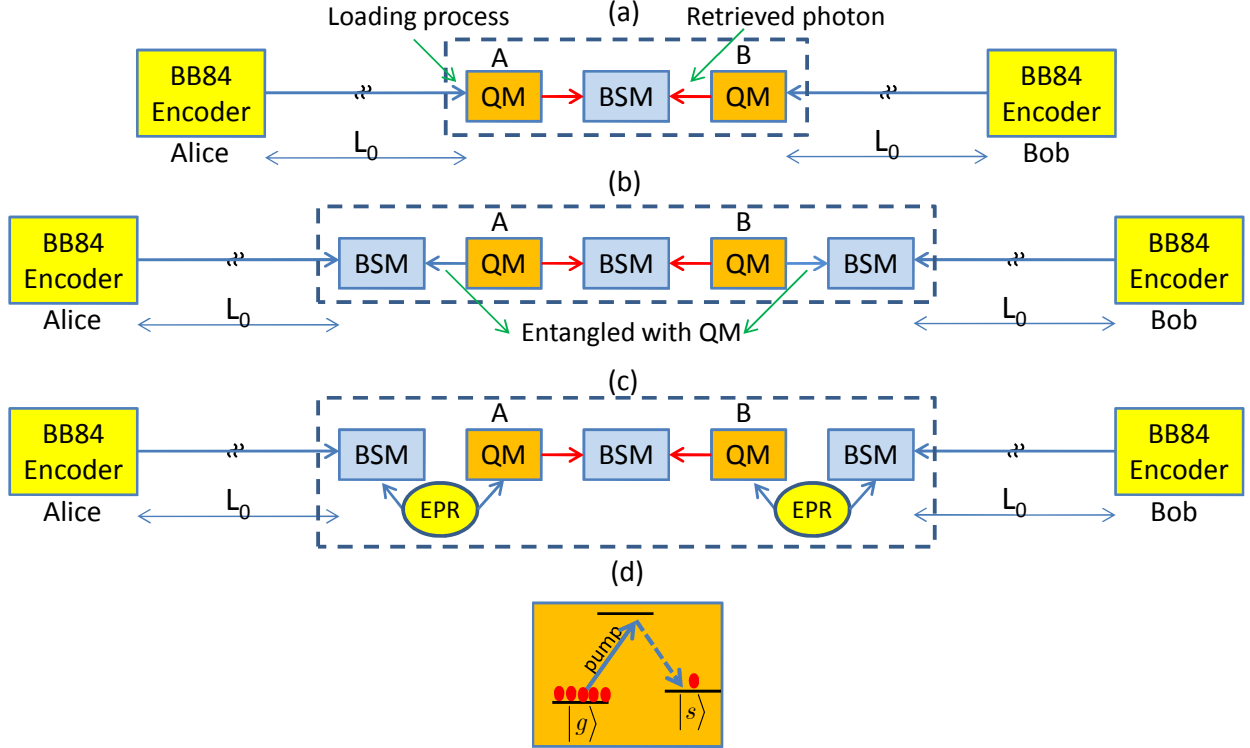 (a)
Loading process
Retrieved photon
A
B
BB84
Encoder
QM
BSM
QM
BB84
Encoder
Alice
L0
L0
Bob
(b)
A
B
BB84
Encoder
BSM
QM
BSM
QM
BSM
BB84
Encoder
Alice
L0
Entangled with QM
L0
Bob
(c)
A
B
BB84
Encoder
BSM
QM
BSM
QM
BSM
BB84
Encoder
Alice
L0
EPR
EPR
L0
Bob
(d)
pump
|g⟩
|s⟩